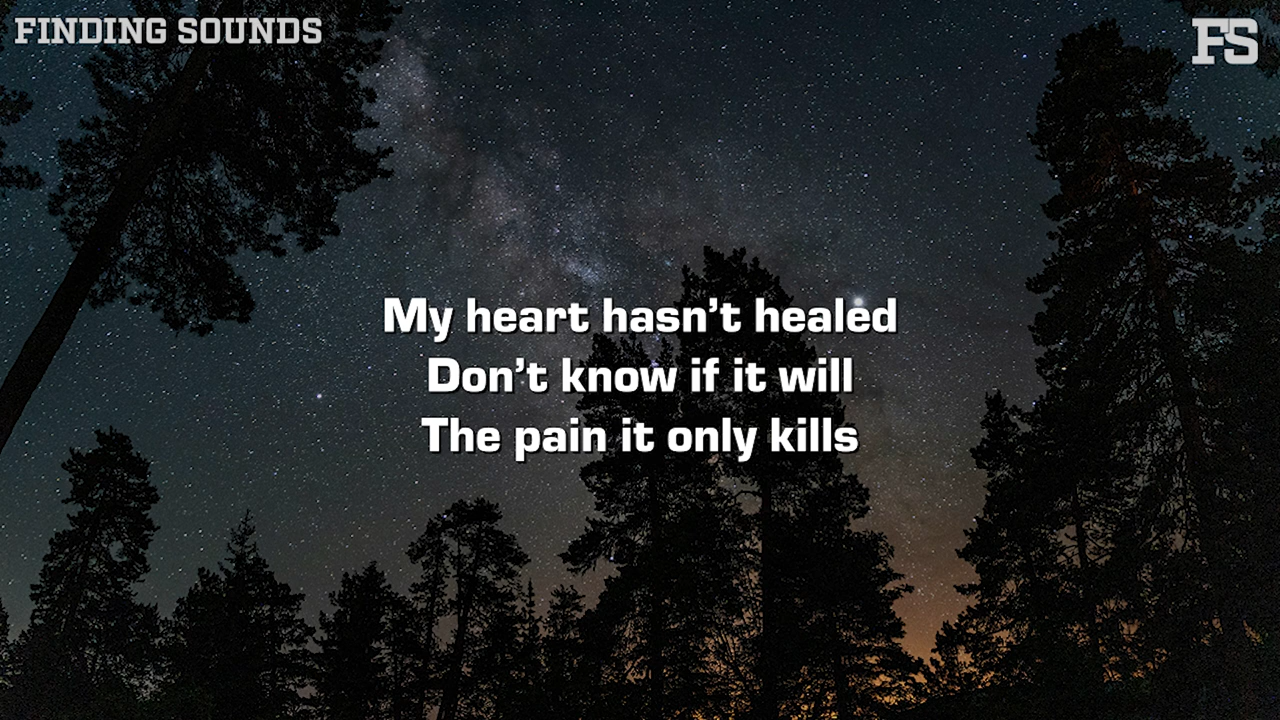 FINDING SOUNDS
FS
My heart hasn’t healed
Don’t know if it will
The pain it only kills